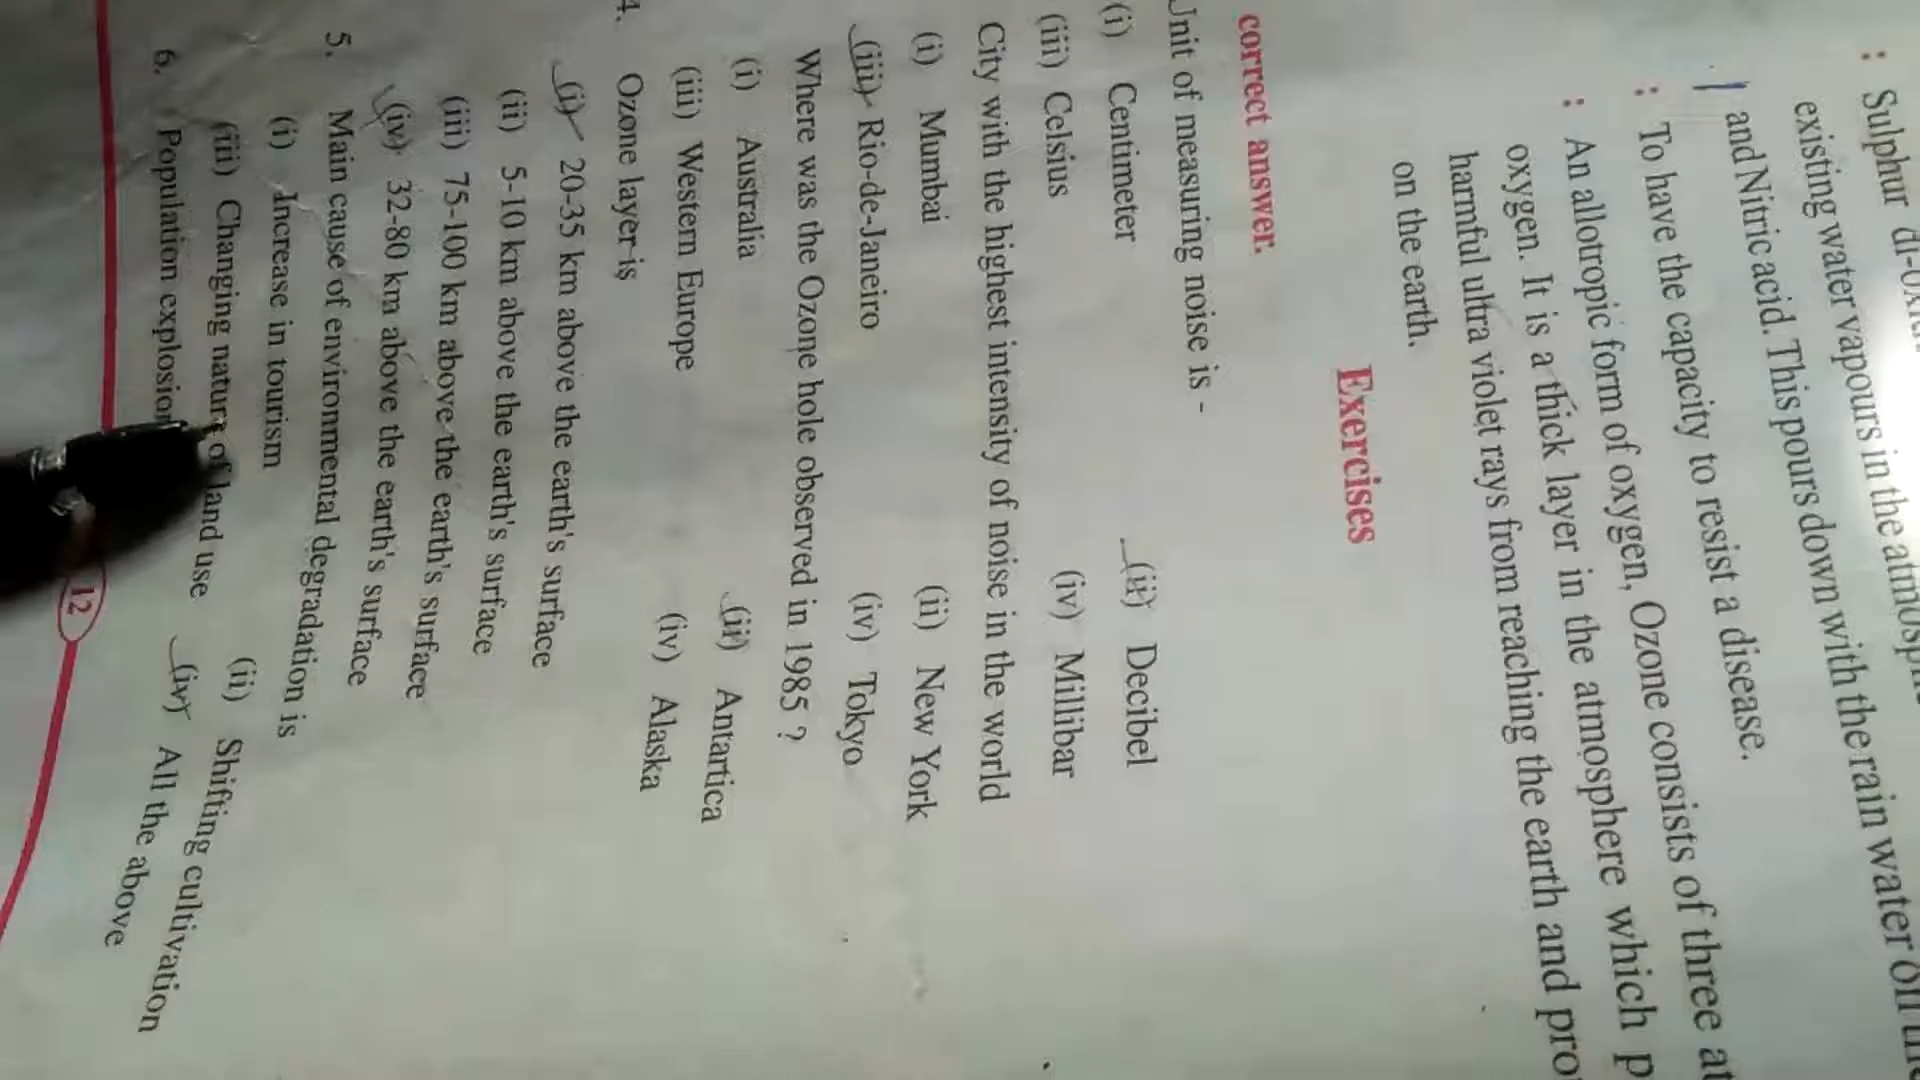 : Sulphur
existing water vapours in the atmosph
and Nitric acid. This pours down with the rain water on
: To have the capacity to resist a disease.
: An allotropic form of oxygen, Ozone consists of three at
oxygen. It is a thick layer in the atmosphere which p
harmful ultra violet rays from reaching the earth and pro
on the earth.
Exercises
correct answer.
Unit of measuring noise is -
(i) Centimeter (ii) Decibel
(iii) Celsius (iv) Millibar
City with the highest intensity of noise in the world
(i) Mumbai (ii) New York
(iii) Rio-de-Janeiro (iv) Tokyo
Where was the Ozone hole observed in 1985 ?
(i) Australia (ii) Antartica
(iii) Western Europe (iv) Alaska
4. Ozone layer is
(i) 20-35 km above the earth's surface
(ii) 5-10 km above the earth's surface
(iii) 75-100 km above the earth's surface
(iv) 32-80 km above the earth's surface
5. Main cause of environmental degradation is
(i) Increase in tourism (ii) Shifting cultivation
(iii) Changing nature of land use (iv) All the above
6. Population explosion
12